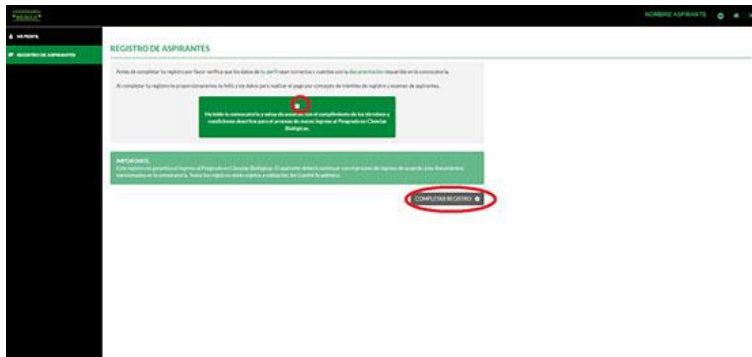 NOMBRE ASPIRANTE
MI PERFIL
REGISTRO DE ASPIRANTES
REGISTRO DE ASPIRANTES
Antes de completar tu registro por favor verifica que los datos de tu perfil sean correctos y cuentes con la documentación requerida en la convocatoria.
Al completar tu registro te proporcionaremos tu folio y los datos para realizar el pago por concepto de trámites de registro y examen de aspirantes.
He leído la convocatoria y estoy de acuerdo con el cumplimiento de los términos y
condiciones descritos para el proceso de nuevo ingreso al Posgrado en Ciencias
Biológicas.
IMPORTANTE:
Este registro no garantiza el ingreso al Posgrado en Ciencias Biológicas. El aspirante deberá continuar con el proceso de ingreso de acuerdo a los lineamientos
mencionados en la convocatoria. Todos los registros están sujetos a validación del Comité Académico.
COMPLETAR REGISTRO